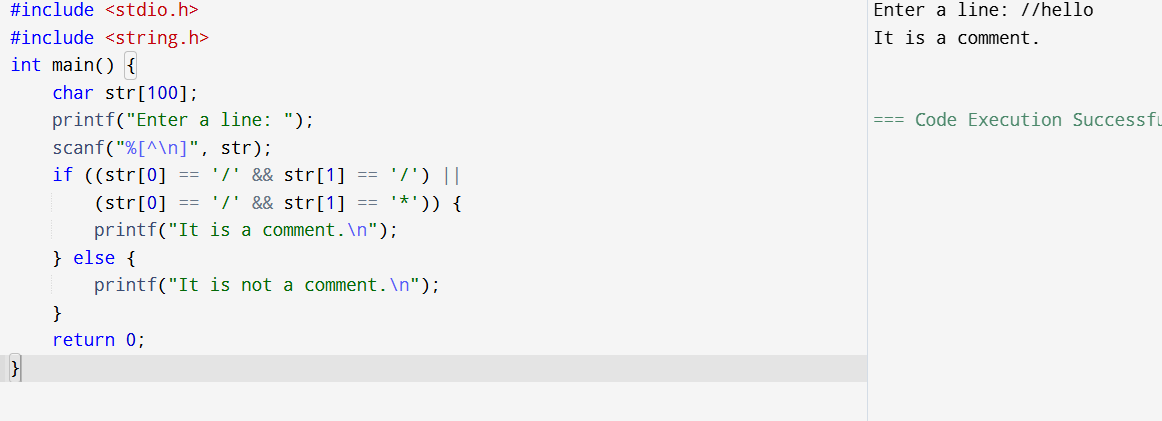 #include <stdio.h>
#include <string.h>
int main() {
    char str[100];
    printf("Enter a line: ");
    scanf("%[^\n]", str);
    if ((str[0] == '/' && str[1] == '/') ||
        (str[0] == '/' && str[1] == '*')) {
        printf("It is a comment.\n");
    } else {
        printf("It is not a comment.\n");
    }
    return 0;
}
Enter a line: //hello
It is a comment.
=== Code Execution